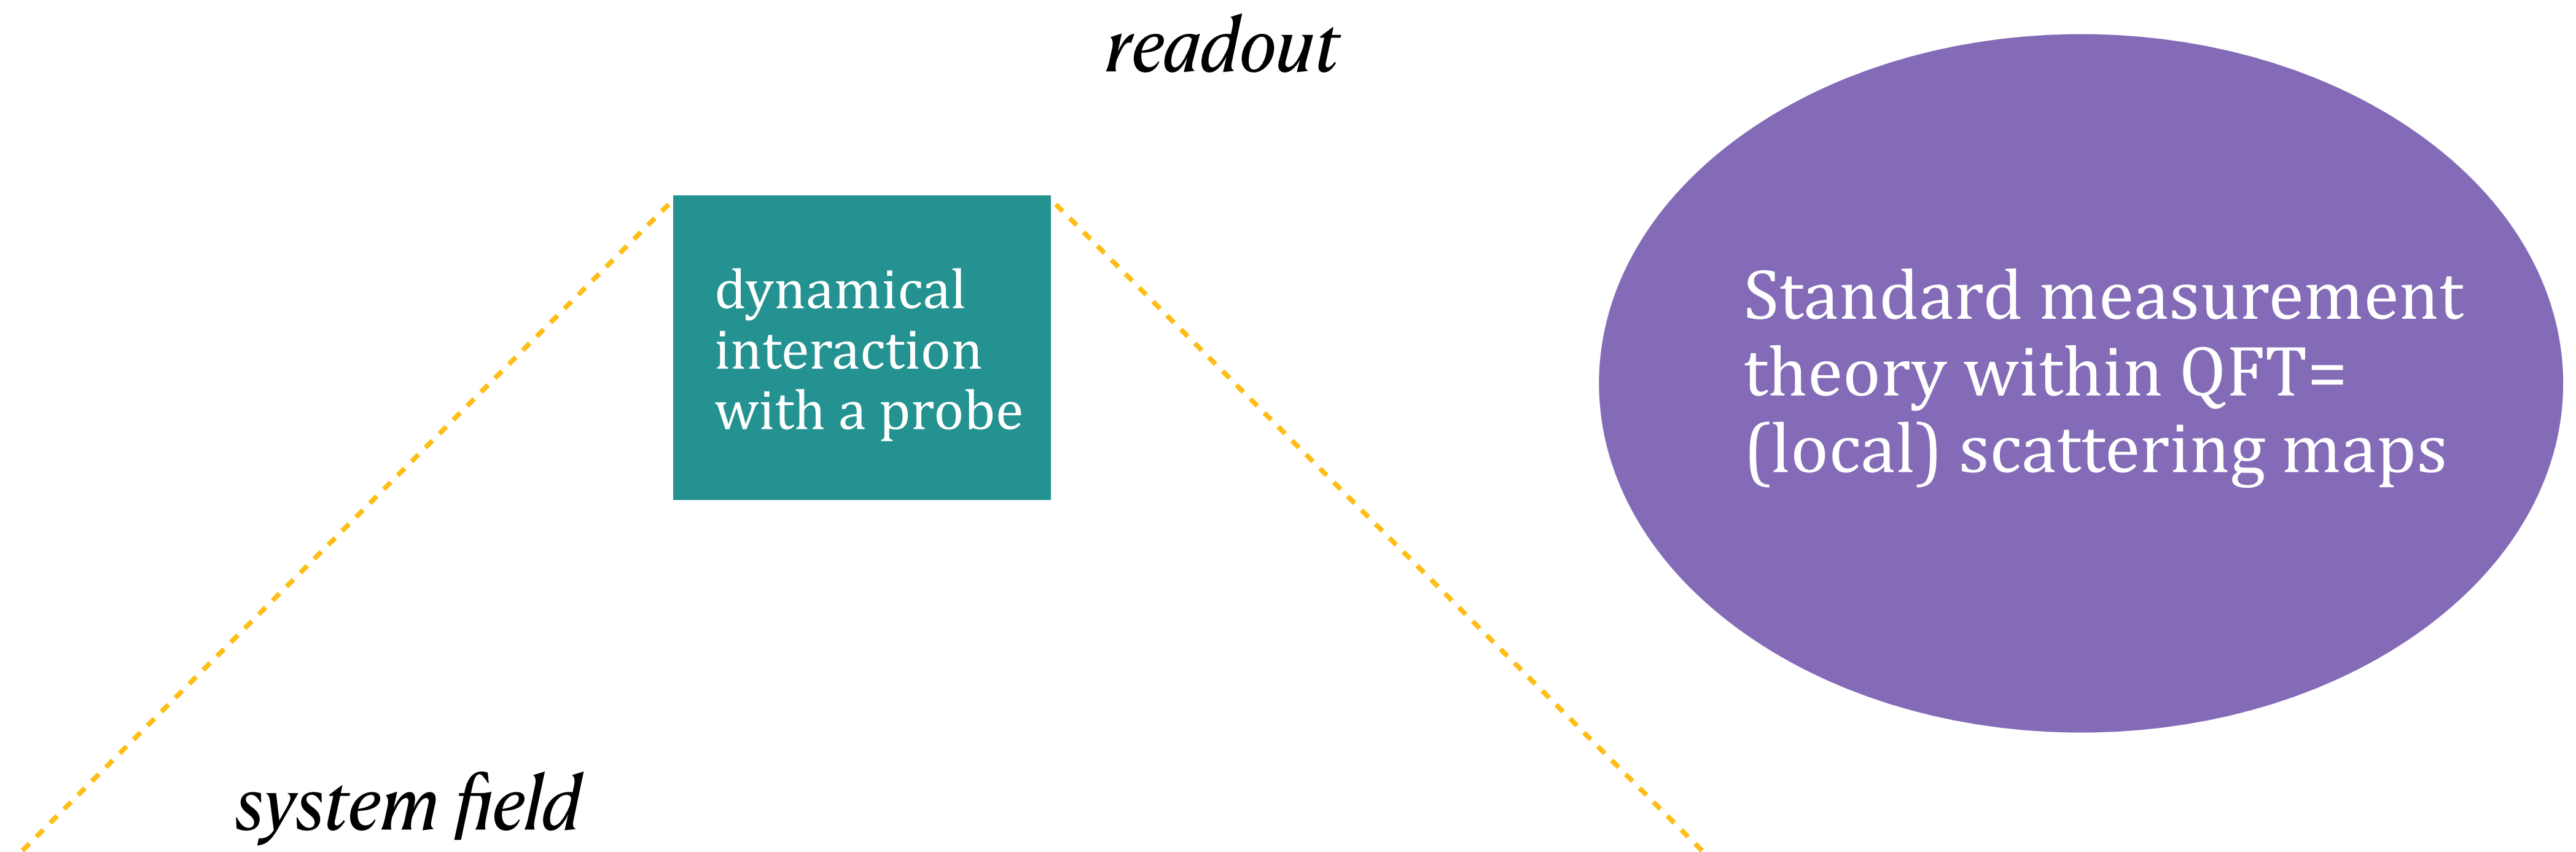 readout
dynamical
interaction
with a probe
Standard measurement
theory within QFT=
(local) scattering maps
system field